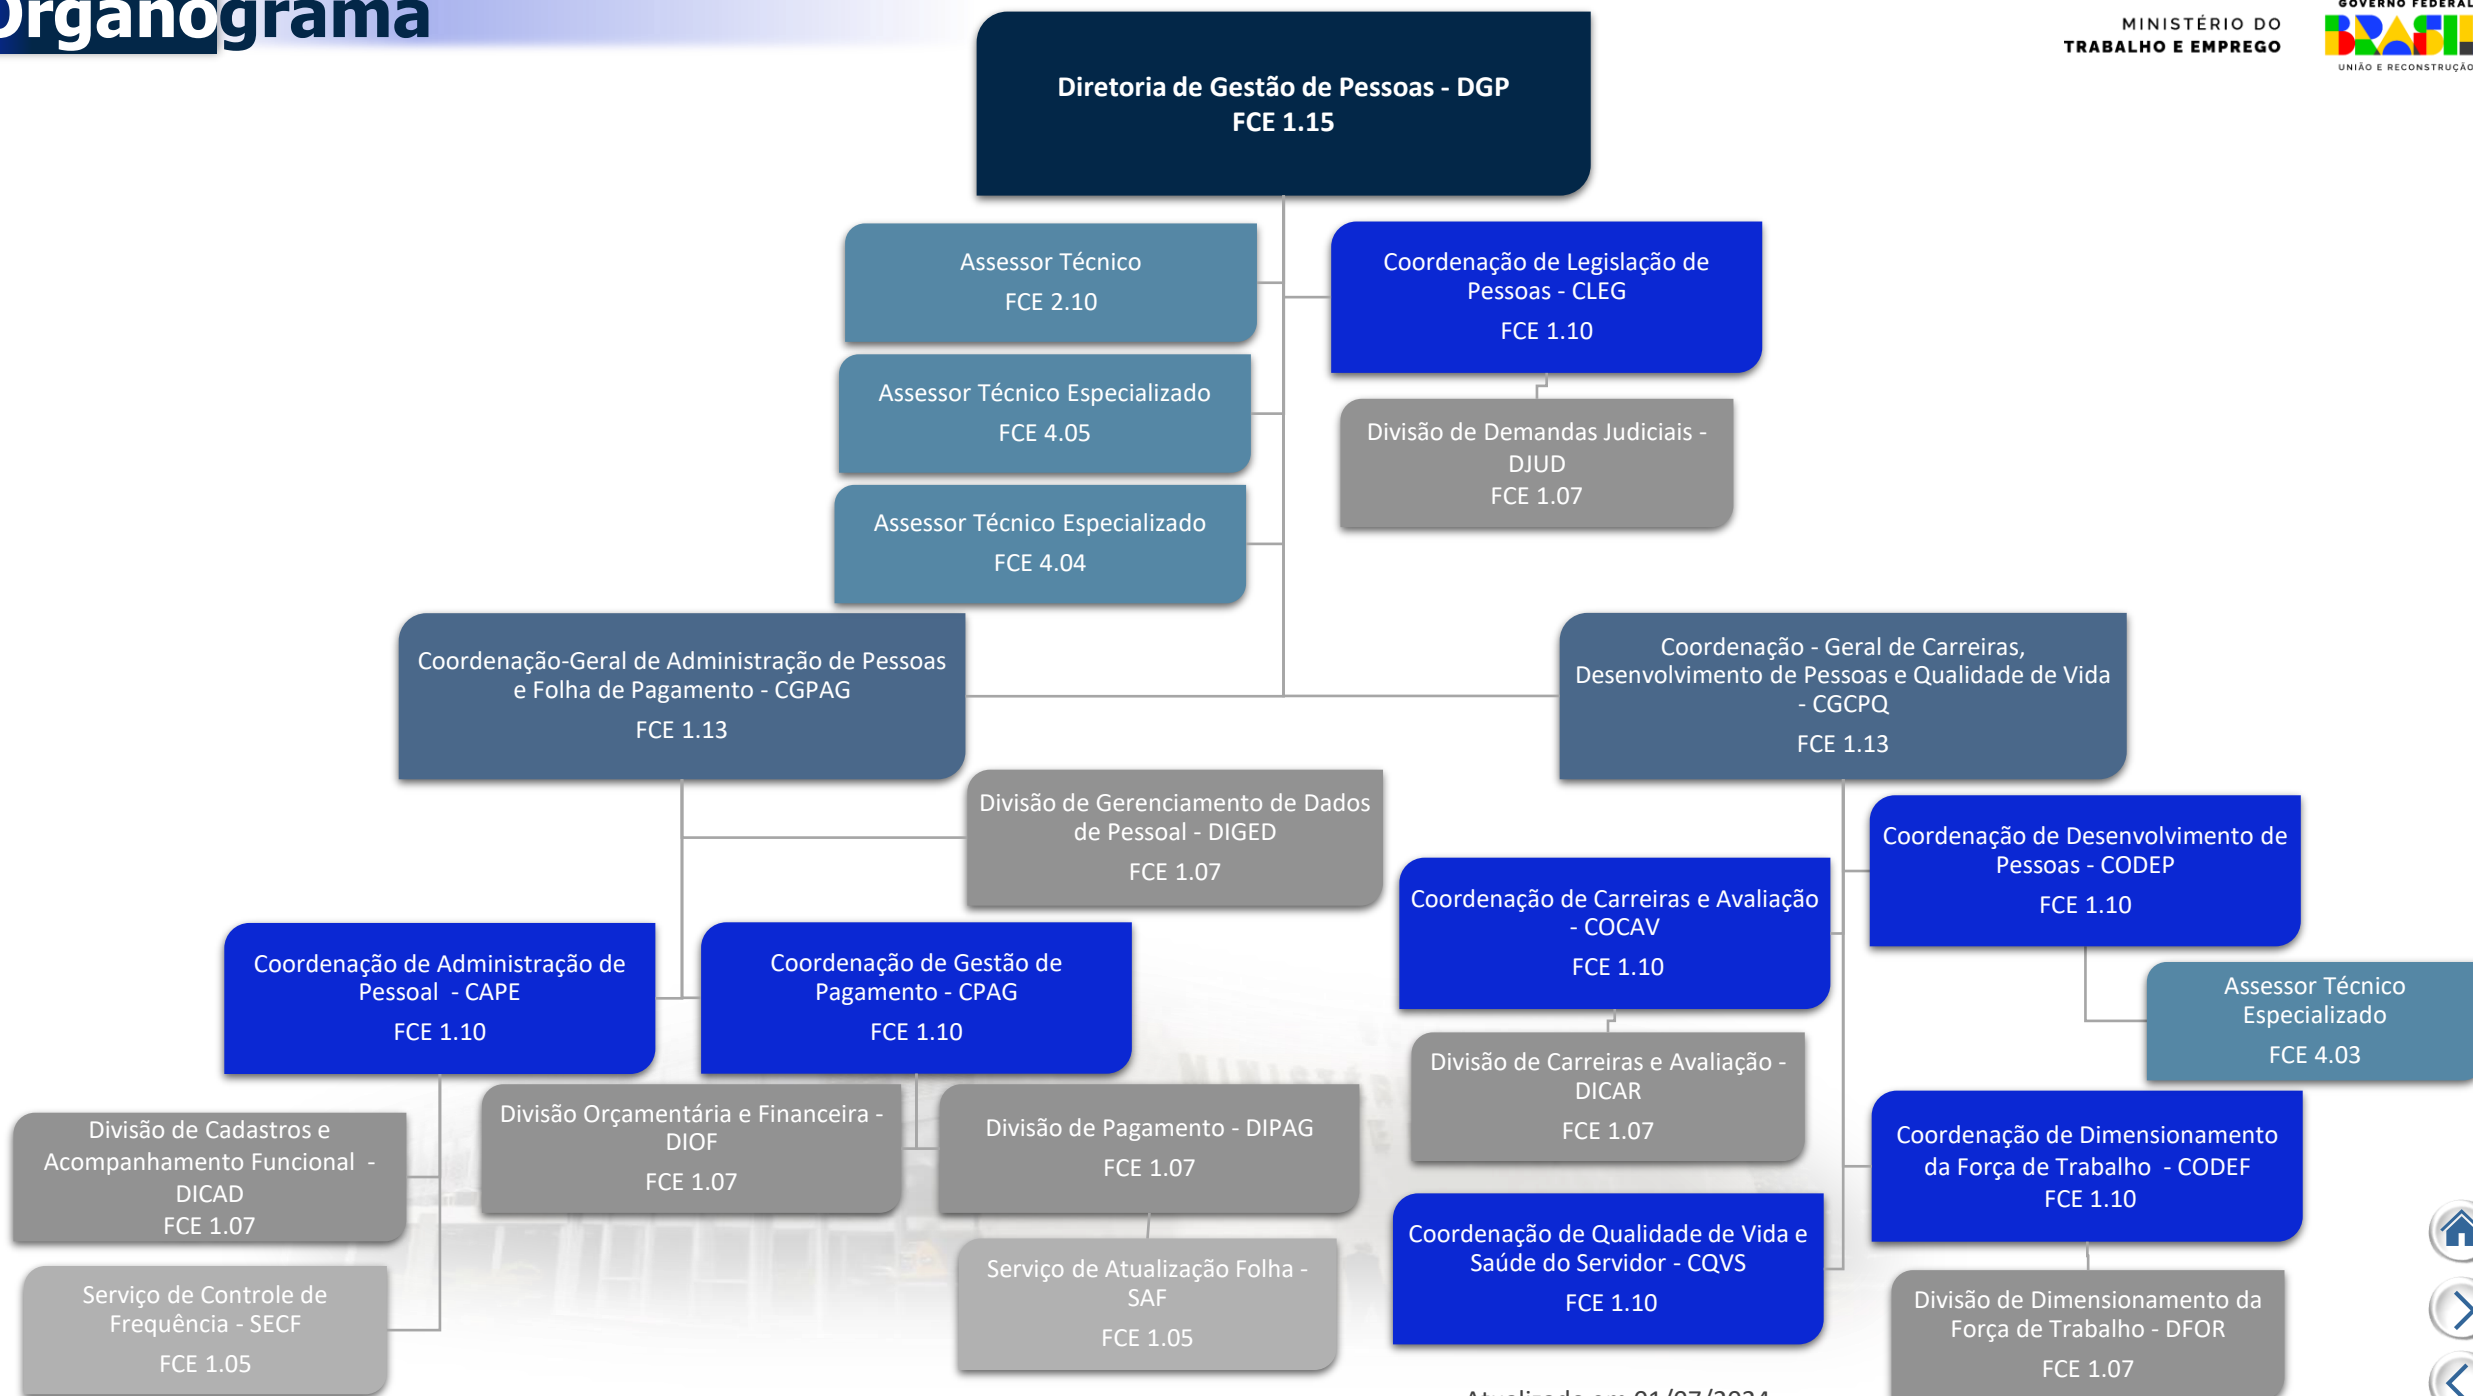 Organograma
MINISTÉRIO DO
TRABALHO E EMPREGO
GOVERNO FEDERAL
BRASIL
UNIÃO E RECONSTRUÇÃO
Diretoria de Gestão de Pessoas - DGP
FCE 1.15
Assessor Técnico
FCE 2.10
Coordenação de Legislação de
Pessoas - CLEG
FCE 1.10
Assessor Técnico Especializado
FCE 4.05
Divisão de Demandas Judiciais -
DJUD
FCE 1.07
Assessor Técnico Especializado
FCE 4.04
Coordenação-Geral de Administração de Pessoas
e Folha de Pagamento - CGPAG
FCE 1.13
Coordenação - Geral de Carreiras,
Desenvolvimento de Pessoas e Qualidade de Vida
- CGCPQ
FCE 1.13
Divisão de Gerenciamento de Dados
de Pessoal - DIGED
FCE 1.07
Coordenação de Desenvolvimento de
Pessoas - CODEP
FCE 1.10
Coordenação de Carreiras e Avaliação
- COCAV
FCE 1.10
Coordenação de Administração de
Pessoal  - CAPE
FCE 1.10
Coordenação de Gestão de
Pagamento - CPAG
FCE 1.10
Assessor Técnico
Especializado
FCE 4.03
Divisão de Carreiras e Avaliação -
DICAR
FCE 1.07
Divisão de Cadastros e
Acompanhamento Funcional  -
DICAD
FCE 1.07
Divisão Orçamentária e Financeira -
DIOF
FCE 1.07
Divisão de Pagamento - DIPAG
FCE 1.07
Coordenação de Dimensionamento
da Força de Trabalho  - CODEF
FCE 1.10
Coordenação de Qualidade de Vida e
Saúde do Servidor - CQVS
FCE 1.10
Serviço de Controle de
Frequência - SECF
FCE 1.05
Serviço de Atualização Folha -
SAF
FCE 1.05
Divisão de Dimensionamento da
Força de Trabalho - DFOR
FCE 1.07
Atualizado em 01/07/2024